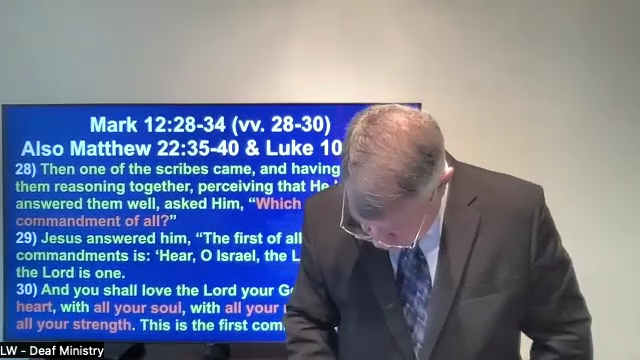 Mark 12:28-34 (vv. 28-30)
Also Matthew 22:35-40 & Luke 10
28) Then one of the scribes came, and having
them reasoning together, perceiving that He
answered them well, asked Him, “Which
commandment of all?”
29) Jesus answered him, “The first of all
commandments is: ‘Hear, O Israel, the
the Lord is one.
30) And you shall love the Lord your
heart, with all your soul, with all your
all your strength. This is the first
LW - Deaf Ministry